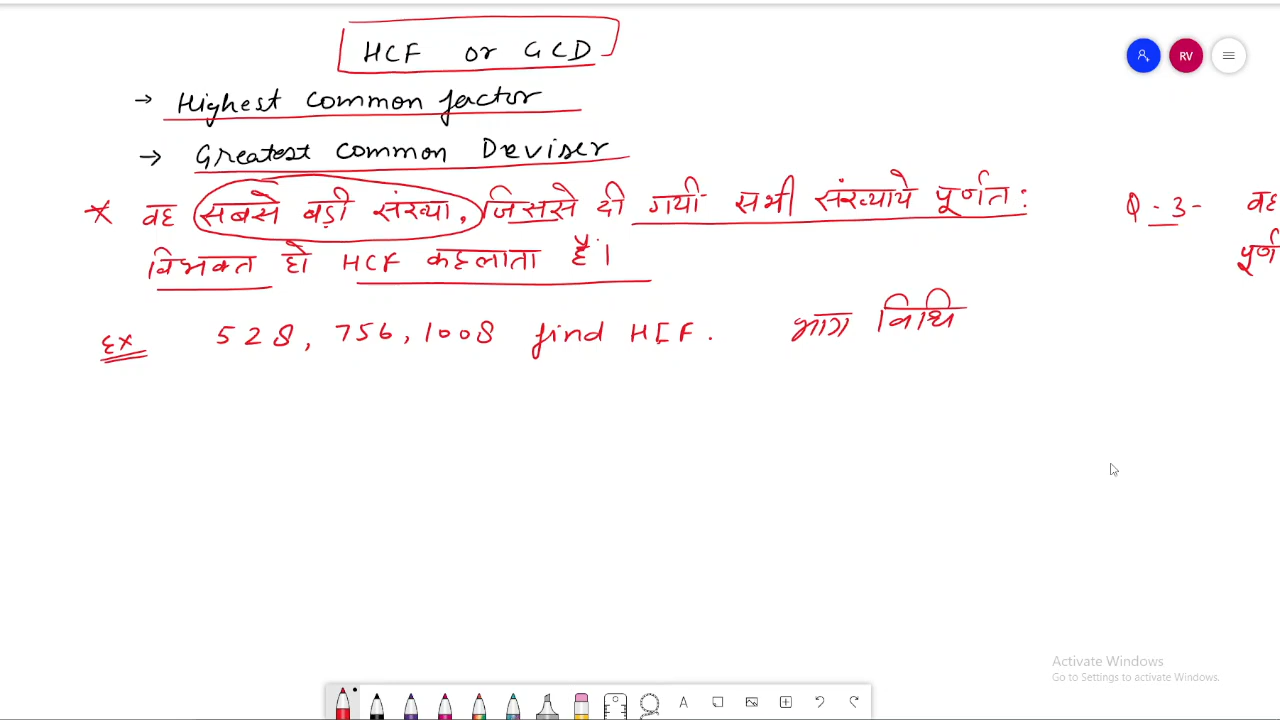 HCF or GCD
RV
→ Highest common factor
→ Greatest common Deviser
* वह सबसे बड़ी संख्या, जिससे दी गयी सभी संख्याये पूर्णत:
विभक्त हो HCF कहलाता है।
Q-3- वह
पूर्ण
Ex 528, 756, 1008 find HCF. भाग विधि
Activate Windows
Go to Settings to activate Windows.
A